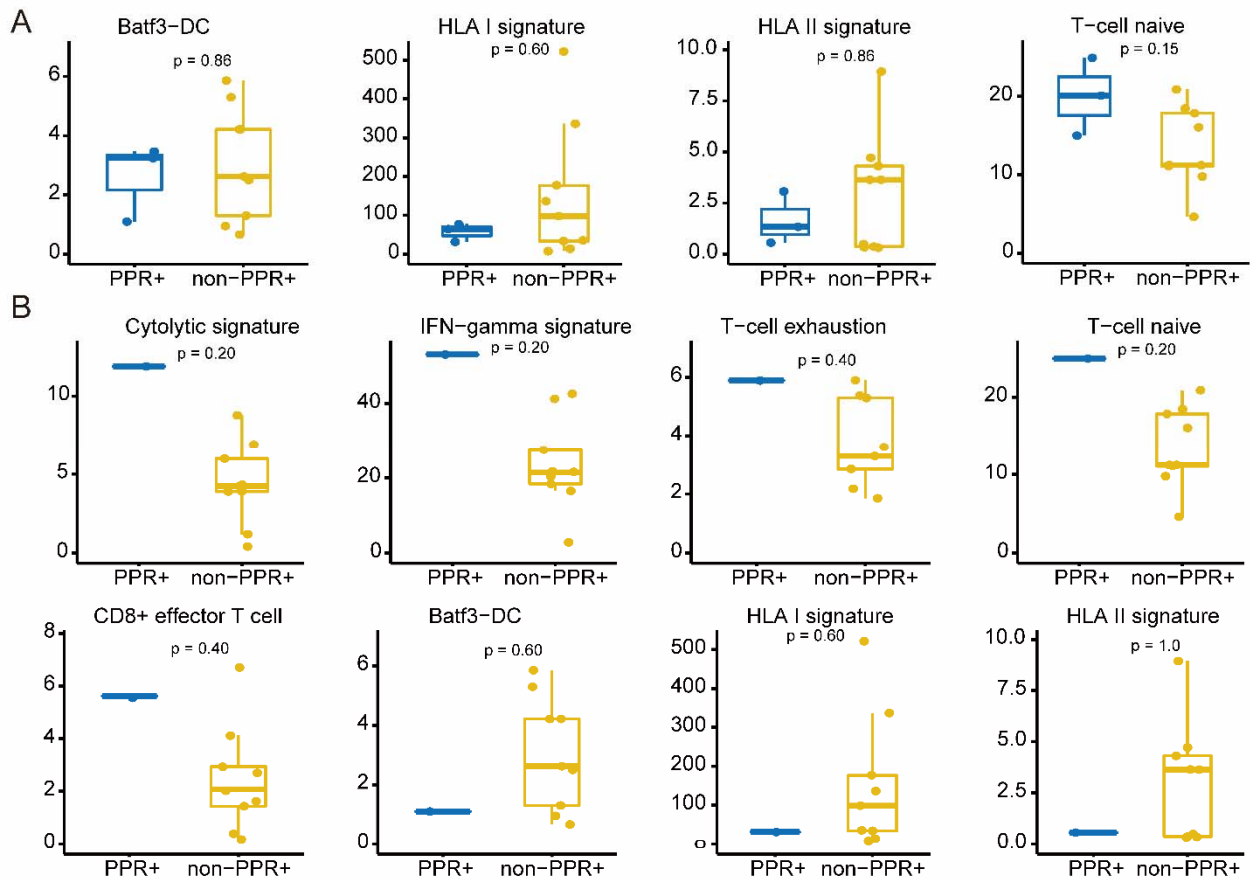 A
Batf3-DC
p = 0.86
6
4
2
0
PPR+ non-PPR+
HLA I signature
p = 0.60
500
400
300
200
100
0
PPR+ non-PPR+
HLA II signature
p = 0.86
10.0
7.5
5.0
2.5
0.0
PPR+ non-PPR+
T-cell naive
p = 0.15
20
10
0
PPR+ non-PPR+
B
Cytolytic signature
p = 0.20
10
5
0
PPR+ non-PPR+
IFN-gamma signature
p = 0.20
40
20
0
PPR+ non-PPR+
T-cell exhaustion
p = 0.40
6
4
2
0
PPR+ non-PPR+
T-cell naive
p = 0.20
20
10
0
PPR+ non-PPR+
CD8+ effector T cell
p = 0.40
8
6
4
2
0
PPR+ non-PPR+
Batf3-DC
p = 0.60
6
4
2
0
PPR+ non-PPR+
HLA I signature
p = 0.60
500
400
300
200
100
0
PPR+ non-PPR+
HLA II signature
p = 1.0
10.0
7.5
5.0
2.5
0.0
PPR+ non-PPR+